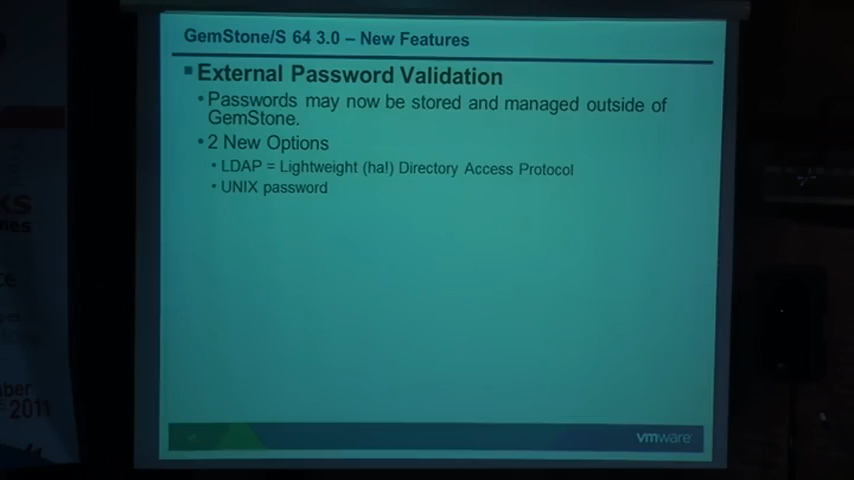 GemStone/S 64 3.0 – New Features
External Password Validation
Passwords may now be stored and managed outside of
GemStone.
2 New Options
LDAP = Lightweight (ha!) Directory Access Protocol
UNIX password
vmware
2011